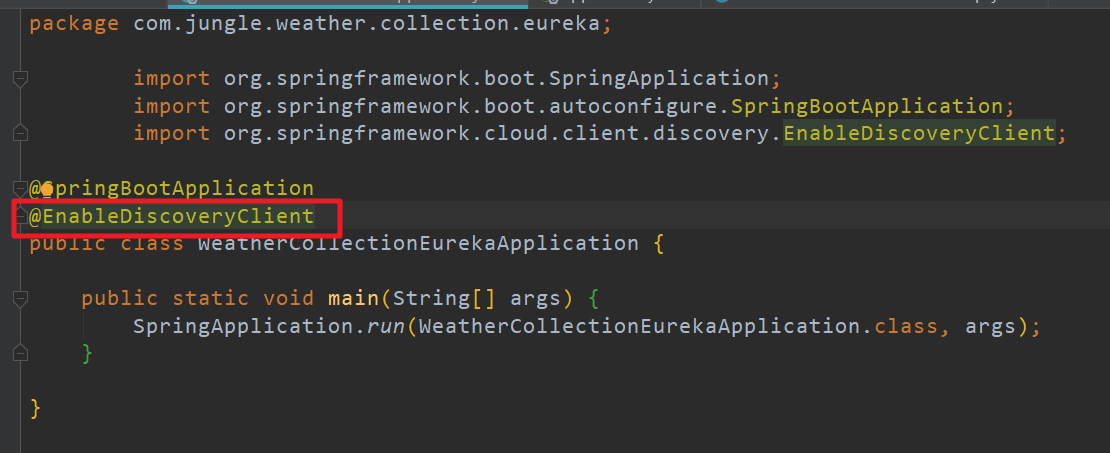 package com.jungle.weather.collection.eureka;
import org.springframework.boot.SpringApplication;
import org.springframework.boot.autoconfigure.SpringBootApplication;
import org.springframework.cloud.client.discovery.EnableDiscoveryClient;
@SpringBootApplication
@EnableDiscoveryClient
public class WeatherCollectionEurekaApplication {
public static void main(String[] args) {
SpringApplication.run(WeatherCollectionEurekaApplication.class, args);
}
}